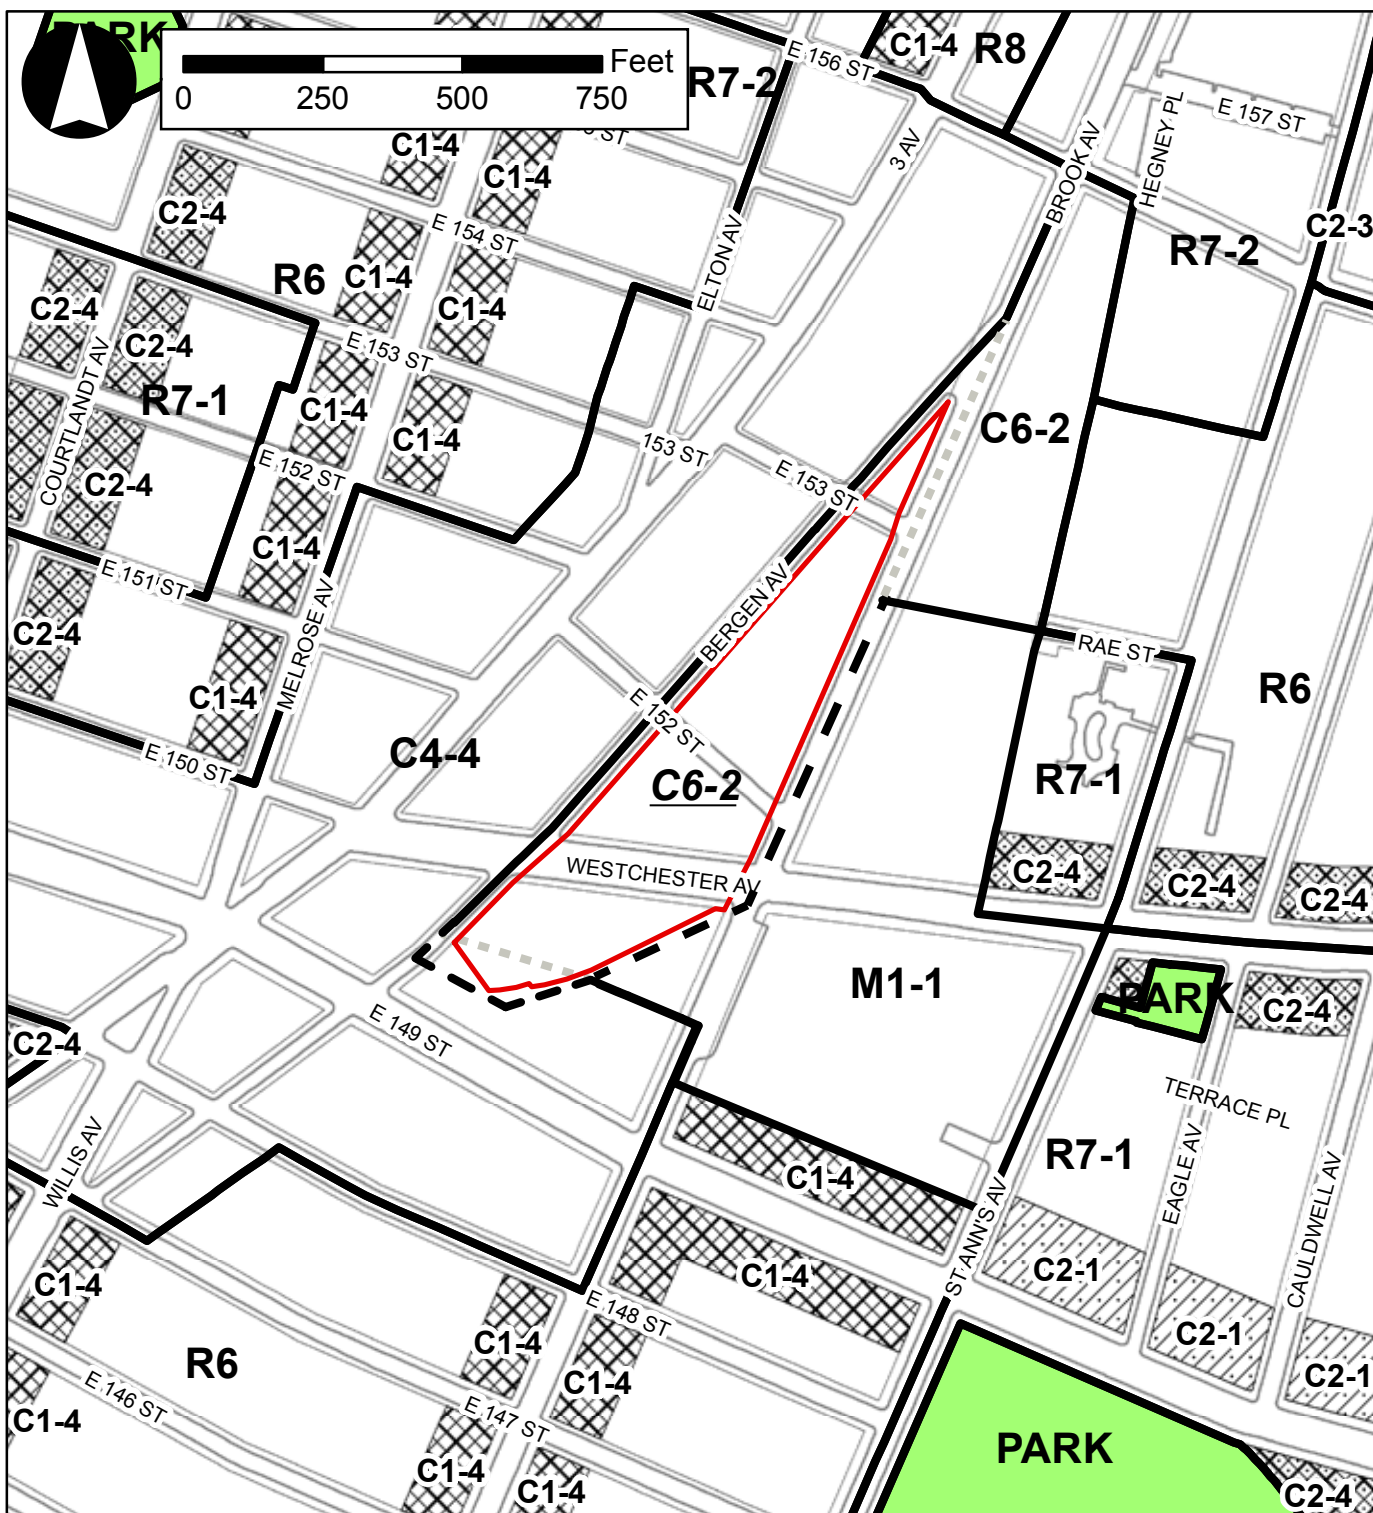 PARK
Feet
0 250 500 750
R7-2
E 156 ST
C1-4
R8
E 157 ST
HEGNEY PL
BROOK AV
3 AV
ST
C1-4
C1-4
C2-4
E 154 ST
ELTON AV
C2-3
R7-2
R6
C1-4
C1-4
C2-4
C2-4
E 153 ST
COURTLANDT AV
R7-1
C1-4
C1-4
153 ST
E 153 ST
C6-2
E 152 ST
C2-4
C1-4
E 151 ST
BERGEN AV
C2-4
MELROSE AV
RAE ST
C1-4
R6
E 152 ST
E 150 ST
C4-4
C6-2
R7-1
WESTCHESTER AV
C2-4
C2-4
C2-4
M1-1
PARK
C2-4
E 149 ST
C2-4
TERRACE PL
WILLIS AV
R7-1
EAGLE AV
CAULDWELL AV
C1-4
ST ANN'S AV
C2-1
C1-4
C1-4
E 148 ST
C2-1
C1-4
R6
C1-4
C2-1
E 146 ST
E 147 ST
C1-4
PARK
C1-4
C1-4
C2-4